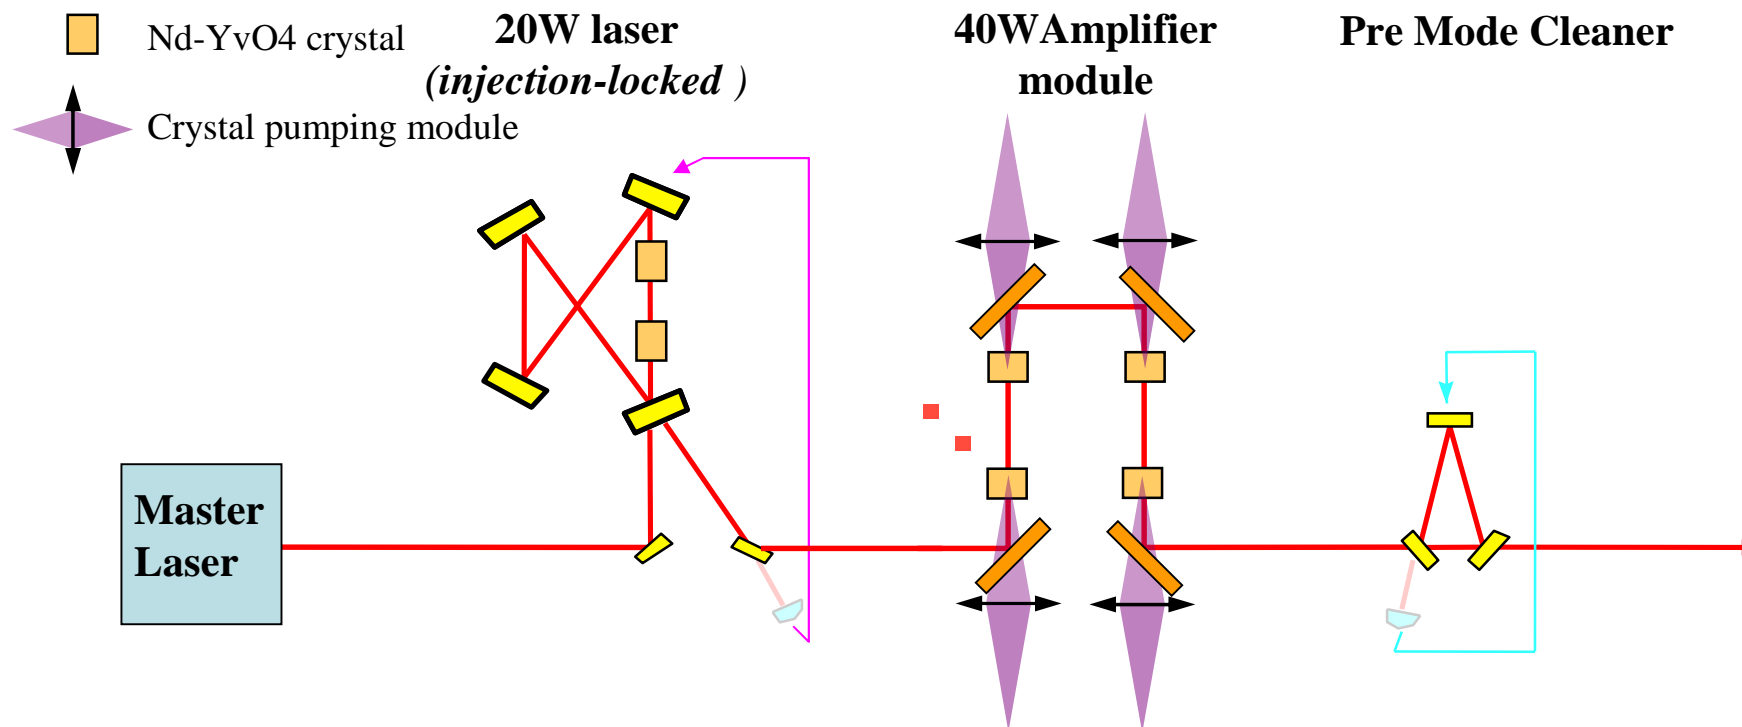 Nd-YvO4 crystal
Crystal pumping module
20W laser
(injection-locked )
40WAmplifier
module
Pre Mode Cleaner
Master
Laser